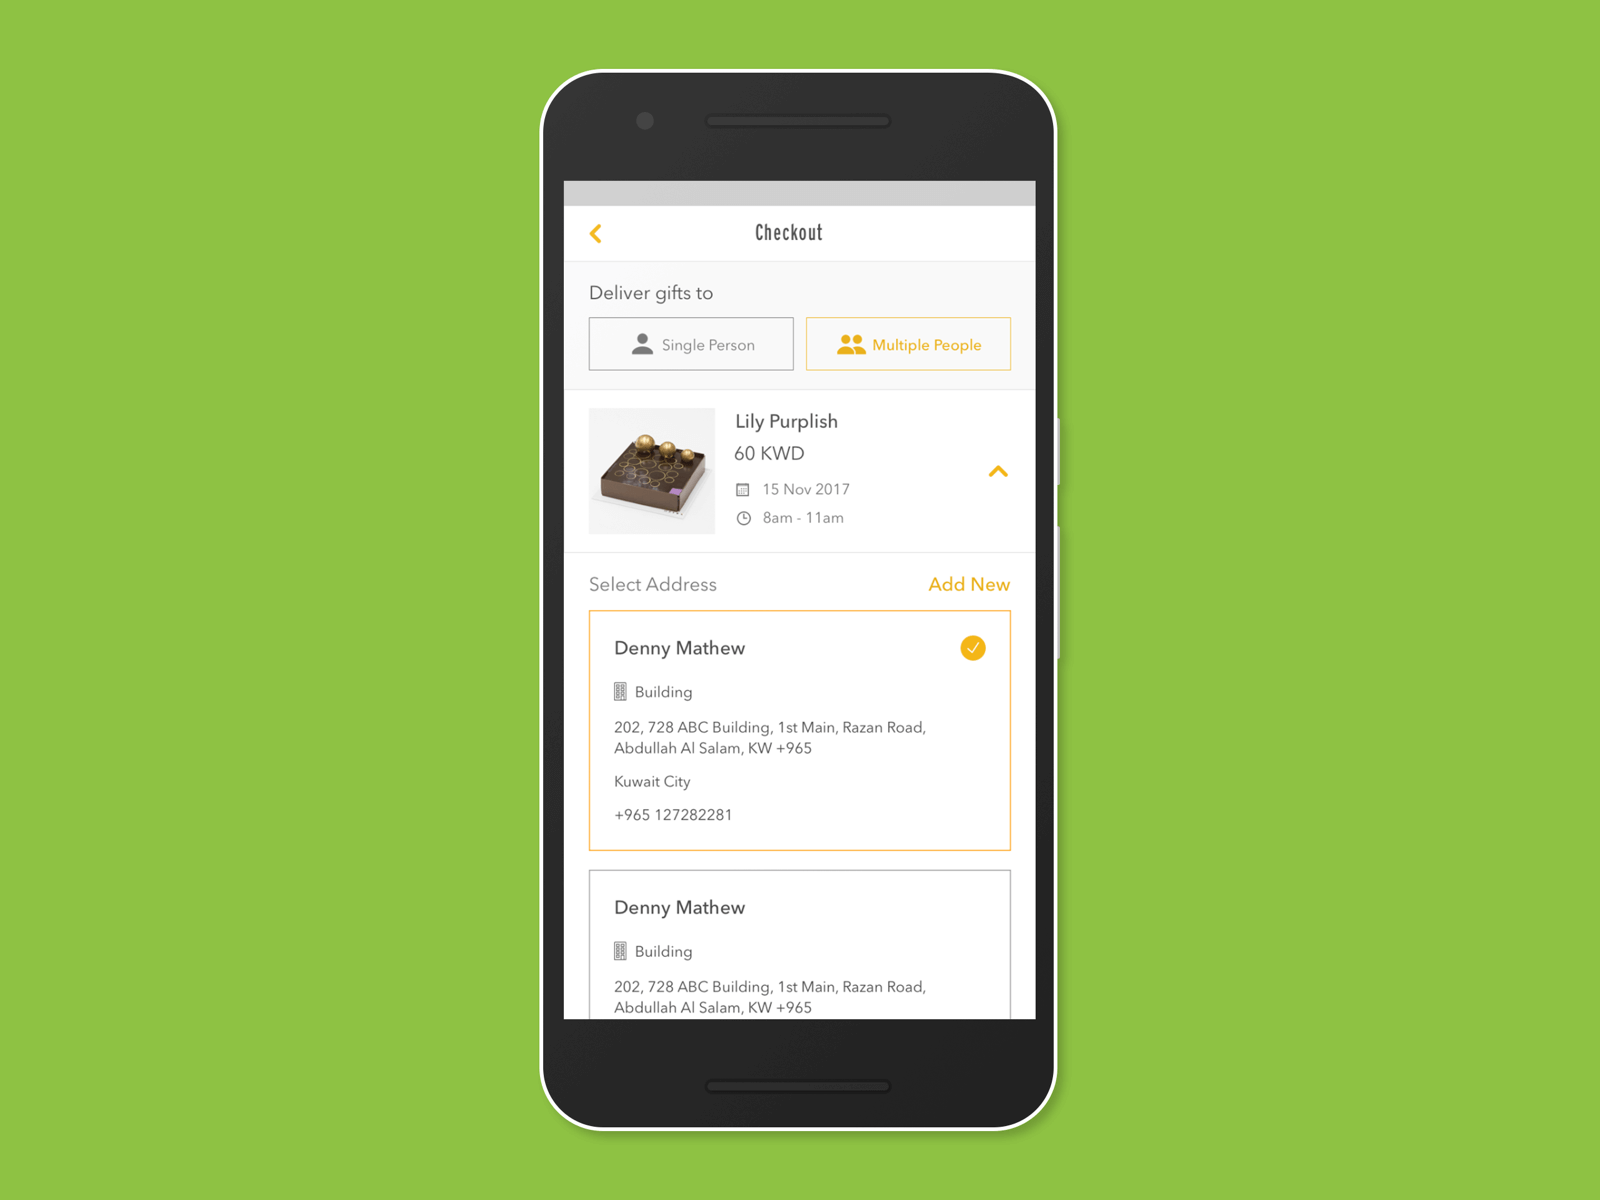 Checkout
Deliver gifts to
Single Person
Multiple People
Lily Purplish
60 KWD
15 Nov 2017
8am - 11am
Select Address
Add New
Denny Mathew
Building
202, 728 ABC Building, 1st Main, Razan Road,
Abdullah Al Salam, KW +965
Kuwait City
+965 127282281
Denny Mathew
Building
202, 728 ABC Building, 1st Main, Razan Road,
Abdullah Al Salam, KW +965